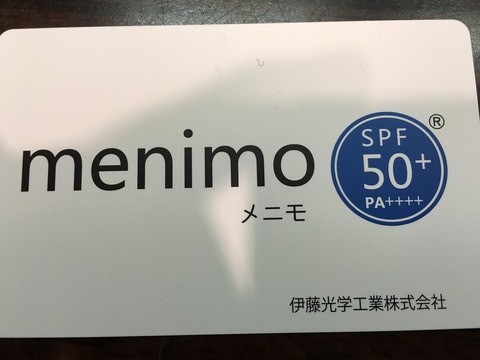 menimo
メニモ
®
SPF
50+
PA++++
伊藤光学工業株式会社